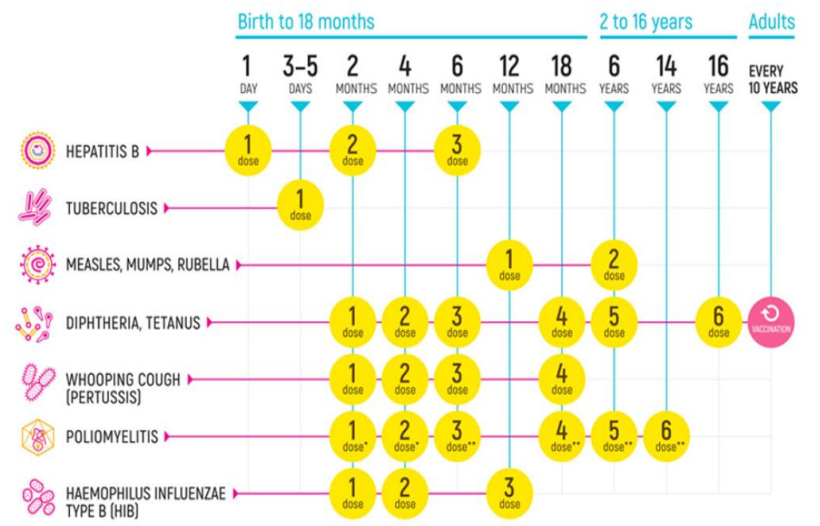 Birth to 18 months 2 to 16 years Adults
1 3–5 2 4 6 12 18 6 14 16 EVERY
DAY DAYS MONTHS MONTHS MONTHS MONTHS MONTHS YEARS YEARS YEARS 10 YEARS
HEPATITIS B 1 2 3
dose dose dose
TUBERCULOSIS 1
dose
MEASLES, MUMPS, RUBELLA 1 2
dose dose
DIPHTHERIA, TETANUS 1 2 3 4 5 6
dose dose dose dose dose dose VACCINATION
WHOOPING COUGH 1 2 3 4
(PERTUSSIS) dose dose dose dose
POLIOMYELITIS 1 2 3 4 5 6
dose* dose* dose** dose** dose** dose**
HAEMOPHILUS INFLUENZAE 1 2 3
TYPE B (HIB) dose dose dose